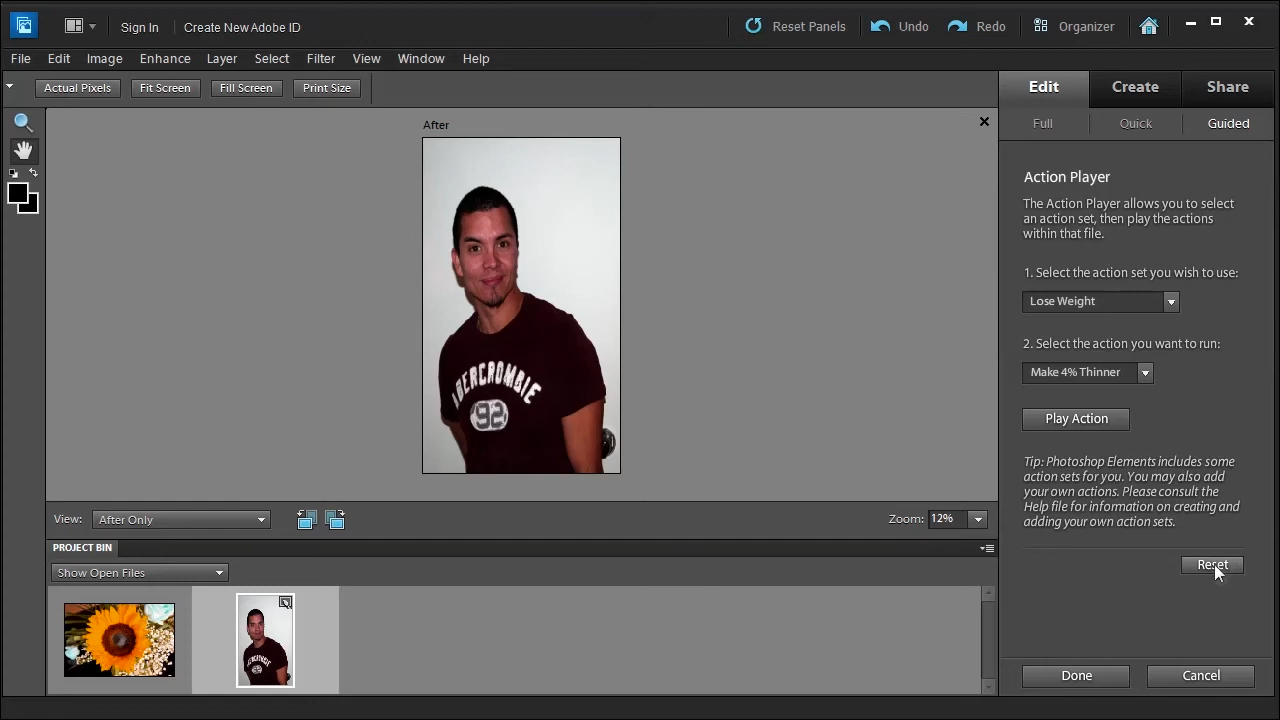 Sign In
Create New Adobe ID
Reset Panels
Undo
Redo
Organizer
File Edit Image Enhance Layer Select Filter View Window Help
Actual Pixels
Fit Screen
Fill Screen
Print Size
Edit
Create
Share
Full
Quick
Guided
After
ABERCROMBIE
92
Action Player
The Action Player allows you to select
an action set, then play the actions
within that file.
1. Select the action set you wish to use:
Lose Weight
2. Select the action you want to run:
Make 4% Thinner
Play Action
Tip: Photoshop Elements includes some
action sets for you. You may also add
your own actions. Please consult the
Help file for information on creating and
adding your own action sets.
Reset
View: After Only
Zoom: 12%
PROJECT BIN
Show Open Files
Done
Cancel